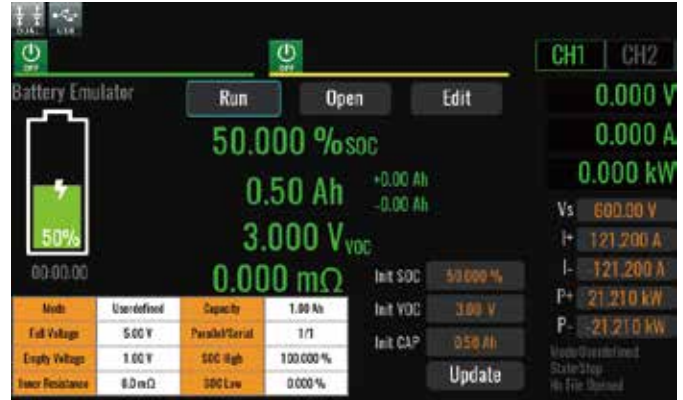 DUAL USB
OFF OFF
CH1 CH2
Battery Emulator Run Open Edit
0.000 V
50.000 %SOC
0.000 A
0.50 Ah +0.00 Ah
-0.00 Ah
0.000 kW
50%
3.000 Vvoc
Vs 600.00 V
I+ 121.200 A
00:00:00
0.000 mΩ
I- -121.200 A
Init SOC 50.000 %
P+ 21.210 kW
Mode Userdefined Capacity 1.00 Ah
Init VOC 3.00 V
P- -21.210 kW
Full Voltage 5.00 V Parallel/Serial 1/1
Init CAP 0.50 Ah
Mode:Userdefined
Empty Voltage 1.00 V SOC High 100.000 %
State:Stop
Update
Inner Resistance 0.0 mΩ SOC Low 0.000 %
No File Opened